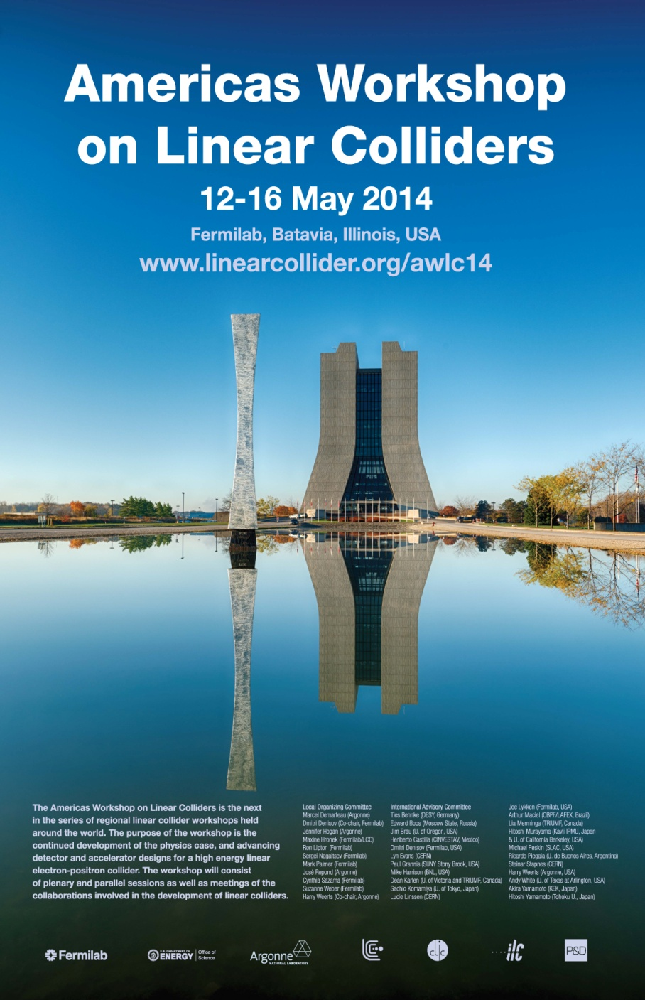 Americas Workshop
on Linear Colliders
12-16 May 2014
Fermilab, Batavia, Illinois, USA
www.linearcollider.org/awlc14
The Americas Workshop on Linear Colliders is the next
in the series of regional linear collider workshops held
around the world. The purpose of the workshop is the
continued development of the physics case, and advancing
detector and accelerator designs for a high energy linear
electron-positron collider. The workshop will consist
of plenary and parallel sessions as well as meetings of the
collaborations involved in the development of linear colliders.
Local Organizing Committee
Marcel Demarteau (Argonne)
Dmitri Denisov (Co-chair, Fermilab)
Jennifer Hogan (Argonne)
Maxine Hronek (Fermilab/LCC)
Ron Lipton (Fermilab)
Sergei Nagaitsev (Fermilab)
Mark Palmer (Fermilab)
José Repond (Argonne)
Cynthia Sazama (Fermilab)
Suzanne Weber (Fermilab)
Harry Weerts (Co-chair, Argonne)
International Advisory Committee
Ties Behnke (DESY, Germany)
Edward Boos (Moscow State, Russia)
Jim Brau (U. of Oregon, USA)
Heriberto Castilla (CINVESTAV, Mexico)
Dmitri Denisov (Fermilab, USA)
Lyn Evans (CERN)
Paul Grannis (SUNY Stony Brook, USA)
Mike Harrison (BNL, USA)
Dean Karlen (U. of Victoria and TRIUMF, Canada)
Sachio Komamiya (U. of Tokyo, Japan)
Lucie Linssen (CERN)
Joe Lykken (Fermilab, USA)
Arthur Maciel (CBPF/LAFEX, Brazil)
Lia Merminga (TRIUMF, Canada)
Hitoshi Murayama (Kavli IPMU, Japan
& U. of California Berkeley, USA)
Michael Peskin (SLAC, USA)
Ricardo Piegaia (U. de Buenos Aires, Argentina)
Steinar Stapnes (CERN)
Harry Weerts (Argonne, USA)
Andy White (U. of Texas at Arlington, USA)
Akira Yamamoto (KEK, Japan)
Hitoshi Yamamoto (Tohoku U., Japan)
Fermilab
U.S. DEPARTMENT OF
ENERGY
Office of
Science
Argonne
NATIONAL LABORATORY
clic
ilc
P&D